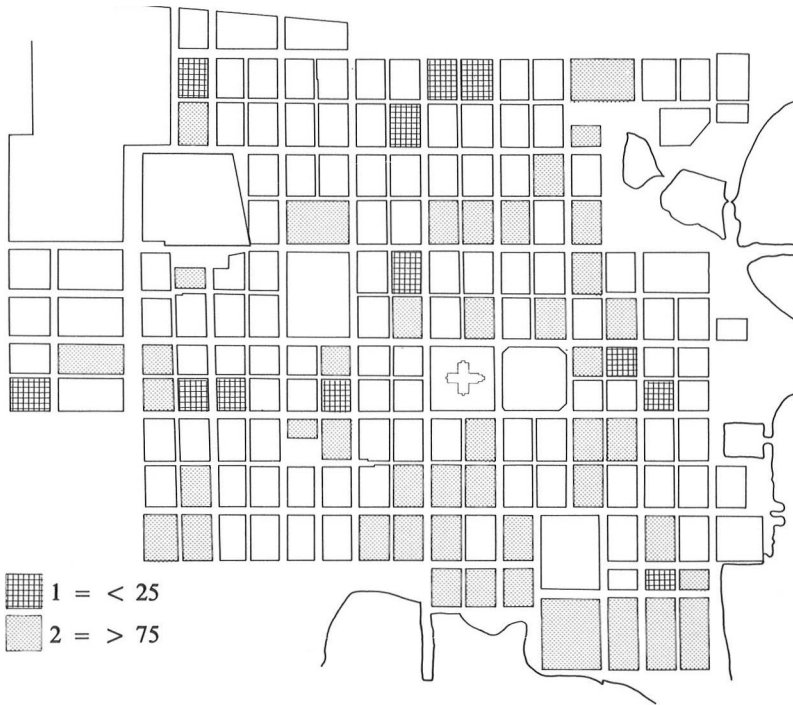 1 = < 25
2 = > 75